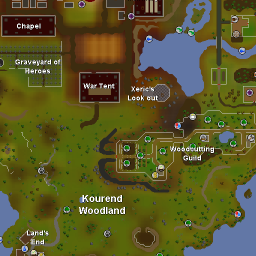 Chapel
Graveyard of
Heroes
War Tent
Xeric's
Look out
Woodcutting
Guild
Kourend
Woodland
Land's
End